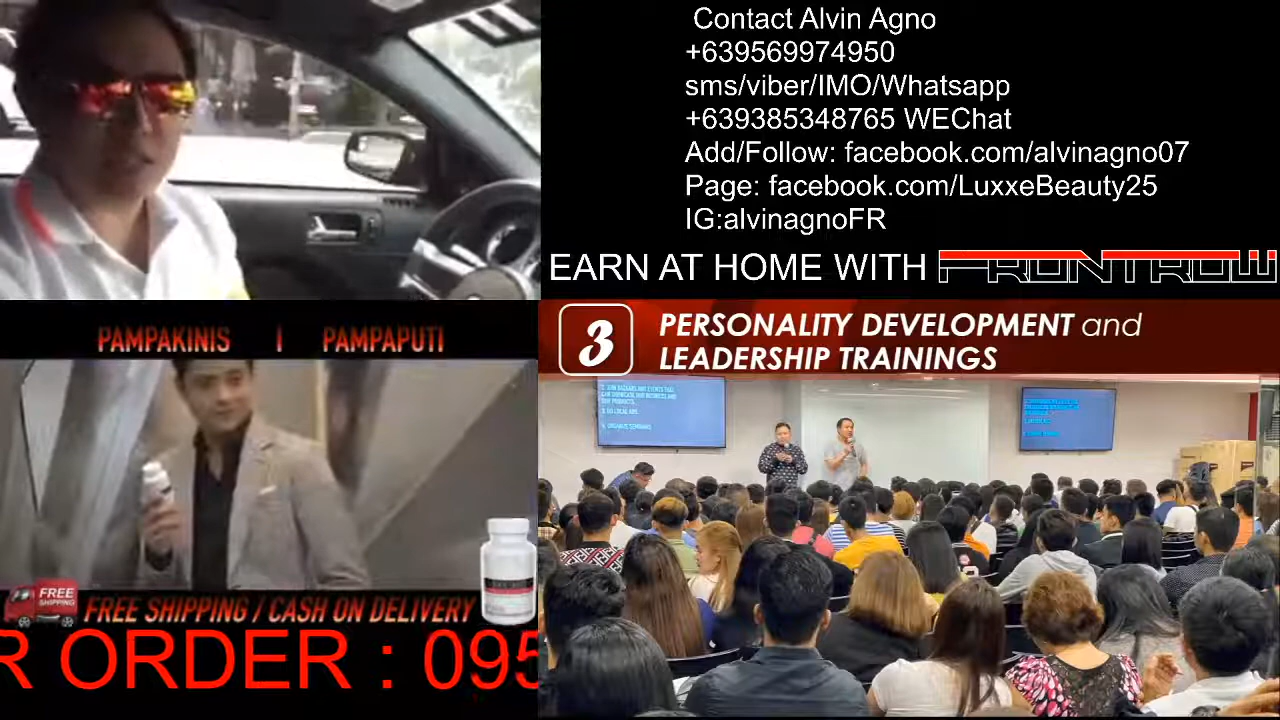 Contact Alvin Agno
+639569974950
sms/viber/IMO/Whatsapp
+639385348765 WEChat
Add/Follow: facebook.com/alvinagno07
Page: facebook.com/LuxxeBeauty25
IG:alvinagnoFR
EARN AT HOME WITH FRONTROW
PAMPAKINIS | PAMPAPUTI
FREE SHIPPING
FREE SHIPPING / CASH ON DELIVERY
R ORDER : 095
3 PERSONALITY DEVELOPMENT and
LEADERSHIP TRAININGS